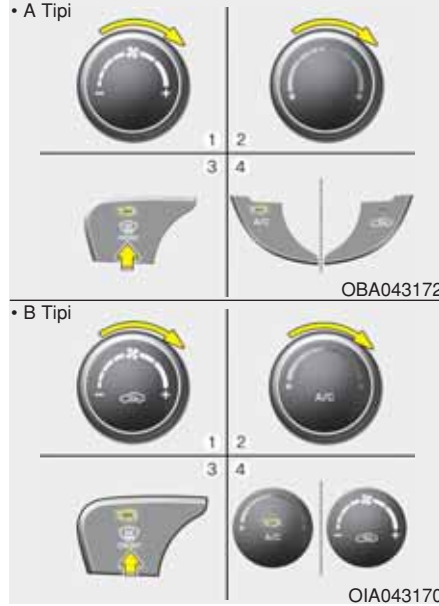 • A Tipi
- +
1 2
3 4
A/C
OBA043172
• B Tipi
- +
A/C
1 2
3 4
A/C
- +
OIA043170